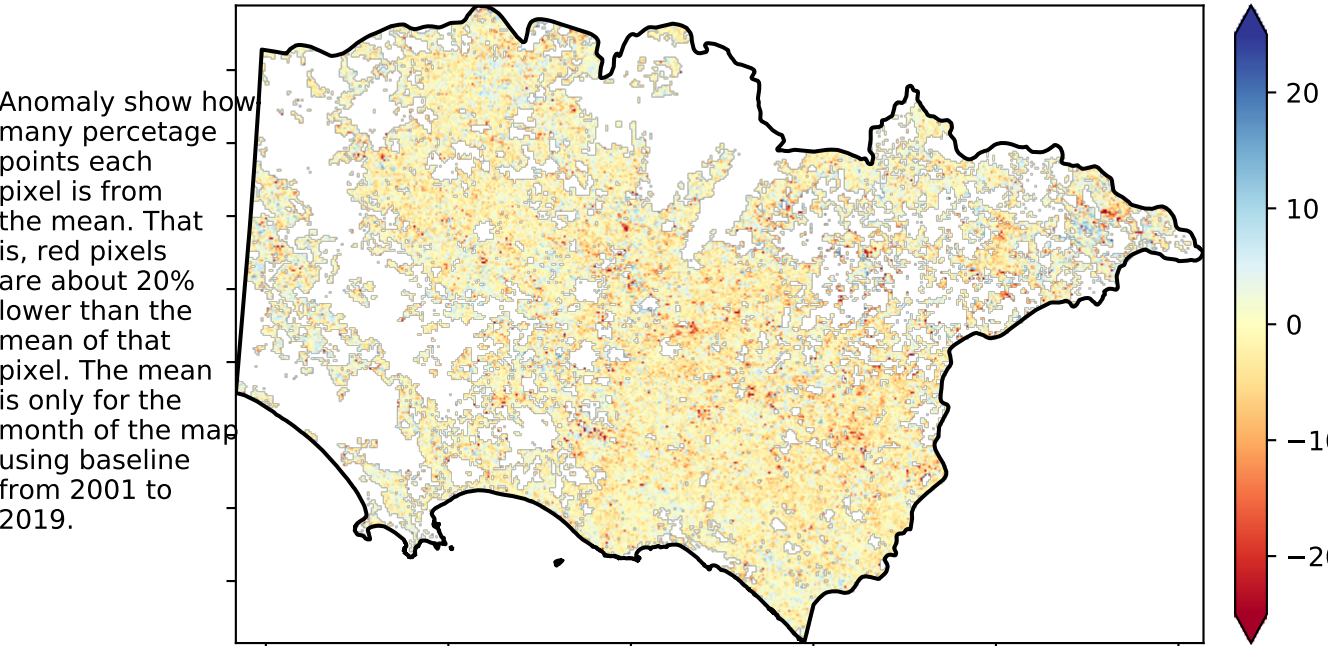 Anomaly show how
many percetage
points each
pixel is from
the mean. That
is, red pixels
are about 20%
lower than the
mean of that
pixel. The mean
is only for the
month of the map
using baseline
from 2001 to
2019.
20
10
0
−10
−20